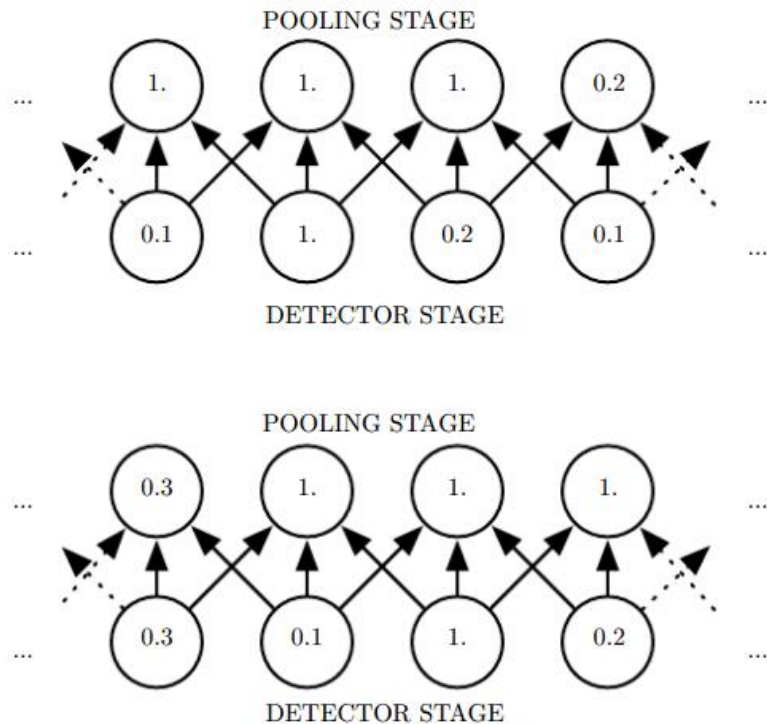 POOLING STAGE
... 1. 1. 1. 0.2 ...
... 0.1 1. 0.2 0.1 ...
DETECTOR STAGE
POOLING STAGE
... 0.3 1. 1. 1. ...
... 0.3 0.1 1. 0.2 ...
DETECTOR STAGE